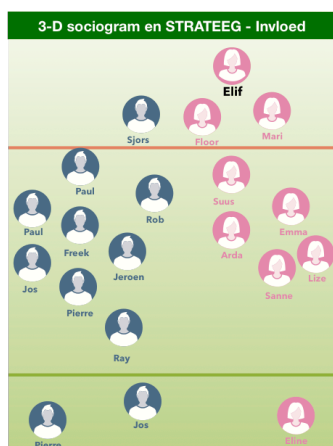 3-D sociogram en STRATEEG - Invloed
Elif
Sjors
Floor
Mari
Paul
Suus
Rob
Paul
Emma
Freek
Arda
Jeroen
Lize
Jos
Sanne
Pierre
Ray
Jos
Pierre
Eline